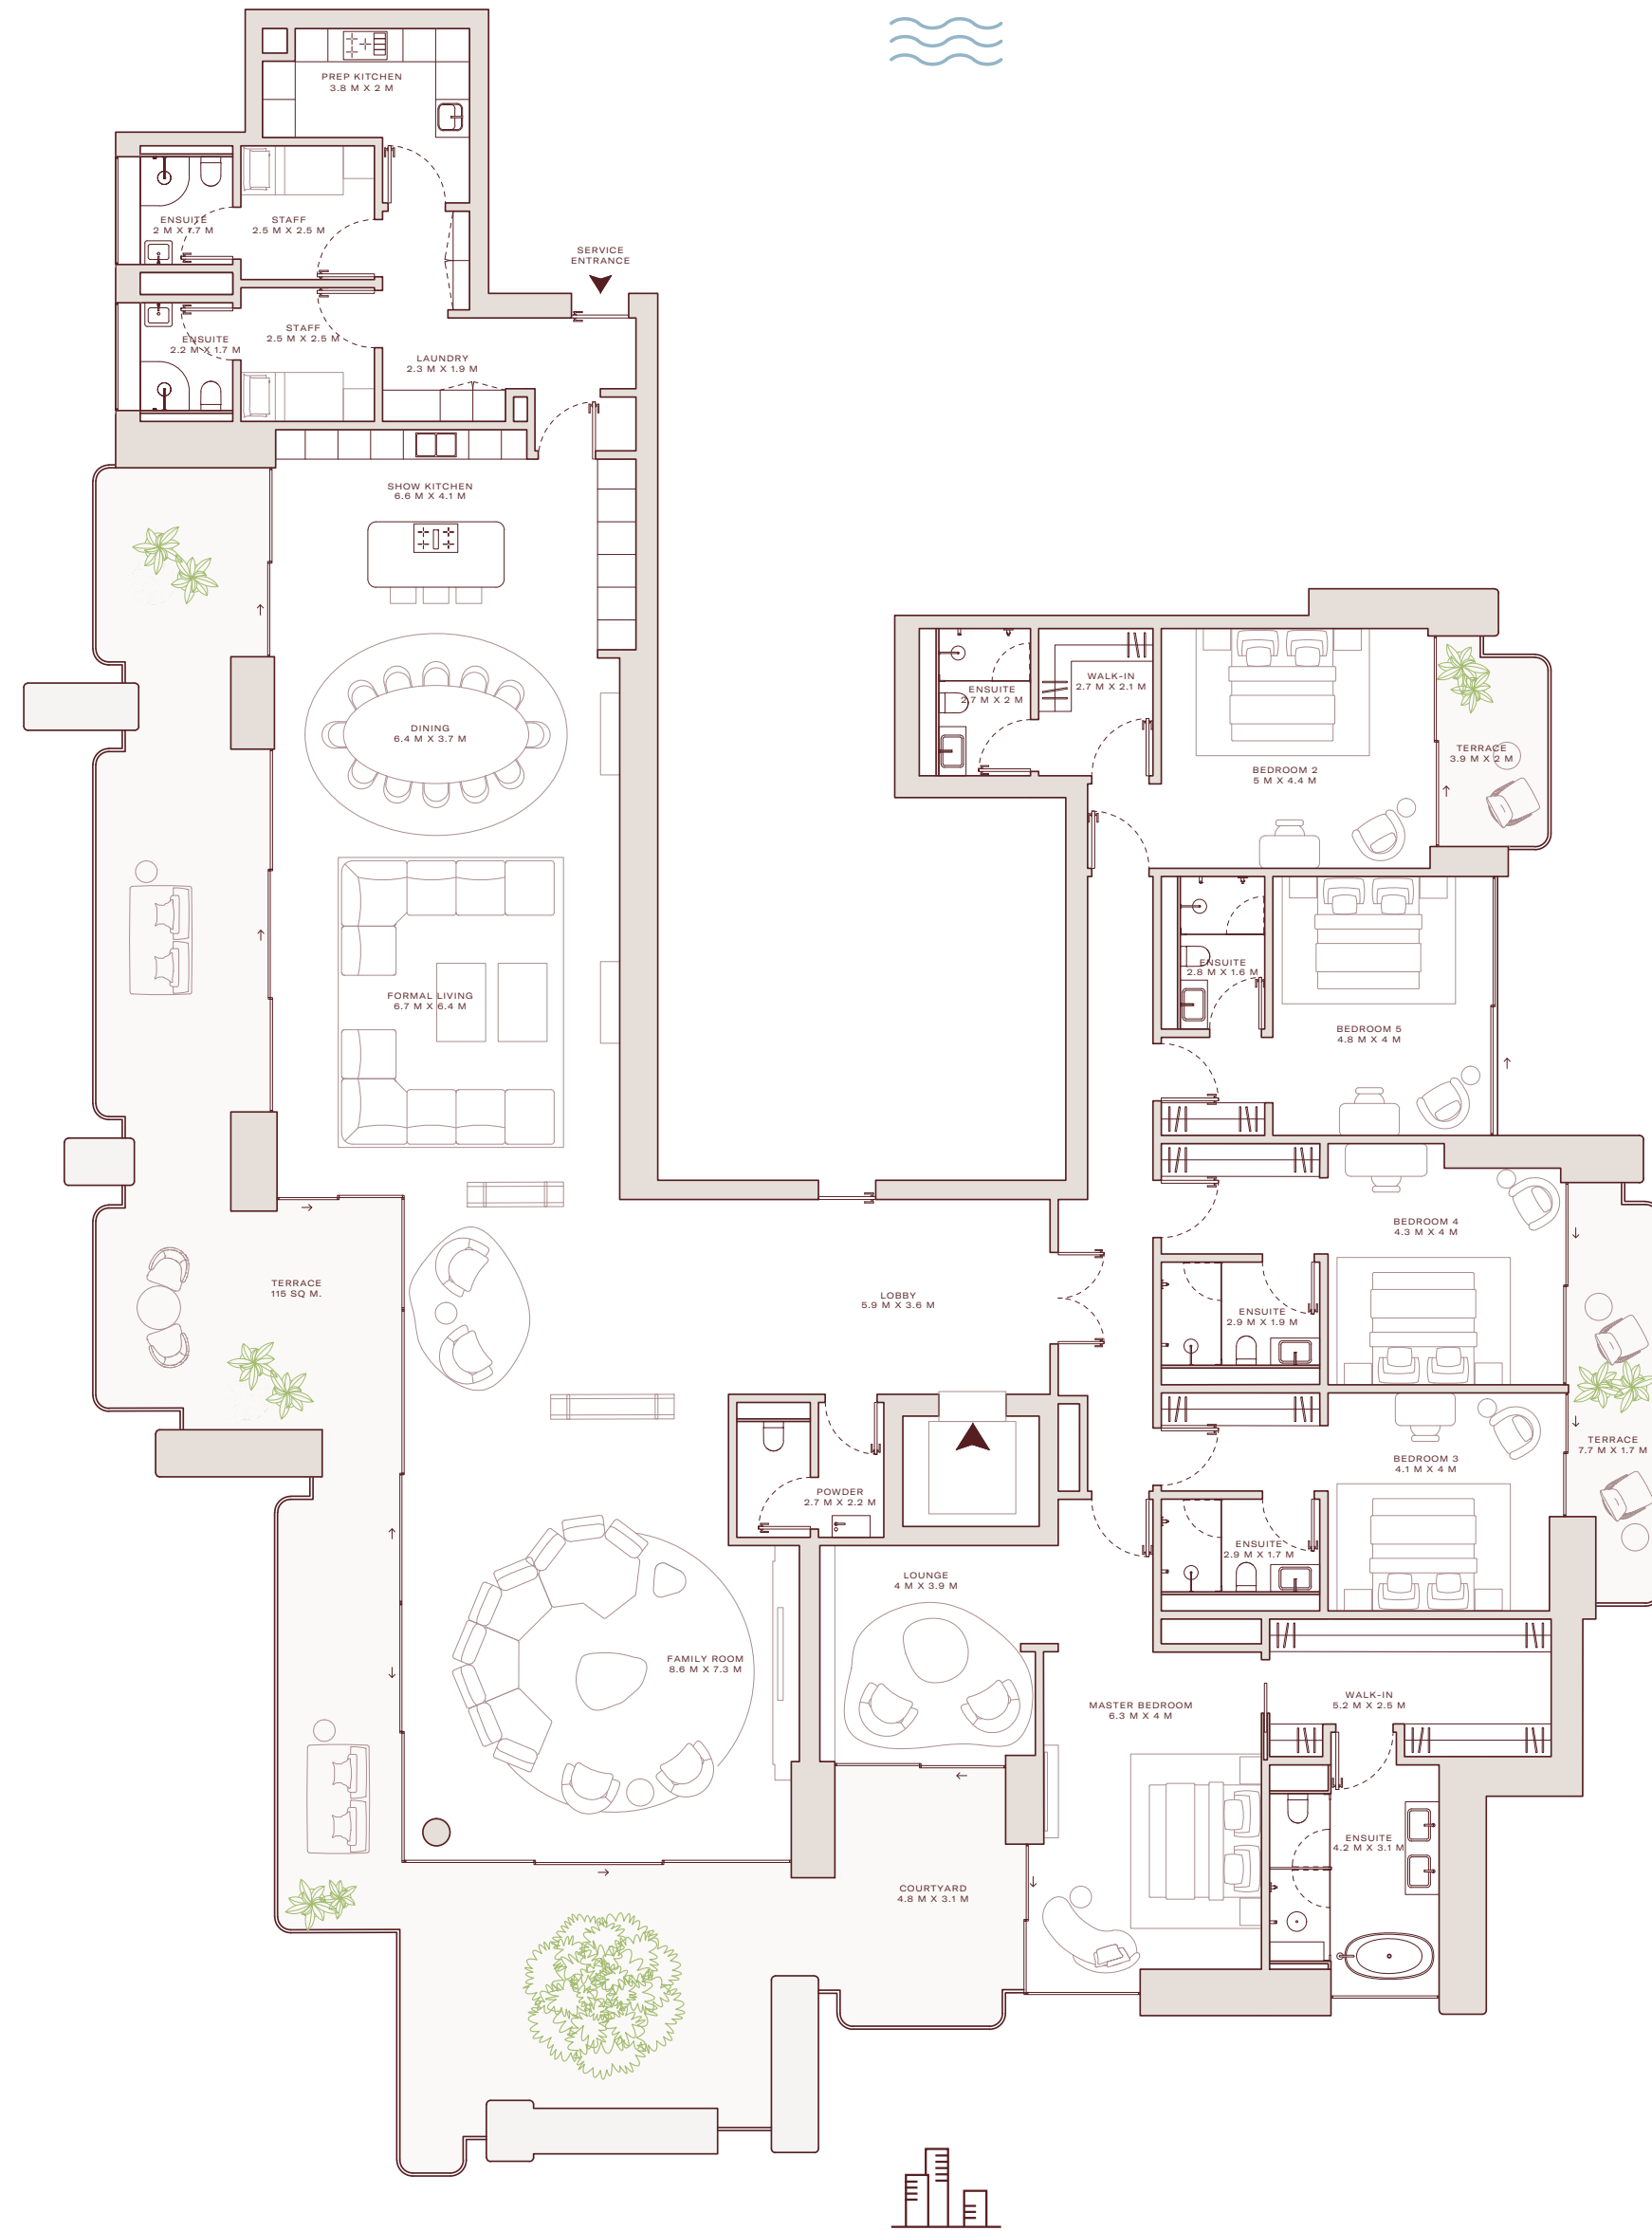 PREP KITCHEN
3.8 M X 2 M
ENSUITE
2 M X 1.7 M
STAFF
2.5 M X 2.5 M
SERVICE
ENTRANCE
ENSUITE
2.2 M X 1.7 M
STAFF
2.5 M X 2.5 M
LAUNDRY
2.3 M X 1.9 M
SHOW KITCHEN
6.6 M X 4.1 M
DINING
6.4 M X 3.7 M
ENSUITE
2.7 M X 2 M
WALK-IN
2.7 M X 2.1 M
BEDROOM 2
5 M X 4.4 M
TERRACE
3.9 M X 2 M
FORMAL LIVING
6.7 M X 6.4 M
ENSUITE
2.8 M X 1.6 M
BEDROOM 5
4.8 M X 4 M
TERRACE
115 SQ M.
LOBBY
5.9 M X 3.6 M
BEDROOM 4
4.3 M X 4 M
ENSUITE
2.9 M X 1.9 M
BEDROOM 3
4.1 M X 4 M
TERRACE
7.7 M X 1.7 M
POWDER
2.7 M X 2.2 M
ENSUITE
2.9 M X 1.7 M
LOUNGE
4 M X 3.9 M
FAMILY ROOM
8.6 M X 7.3 M
MASTER BEDROOM
6.3 M X 4 M
WALK-IN
5.2 M X 2.5 M
ENSUITE
4.2 M X 3.1 M
COURTYARD
4.8 M X 3.1 M